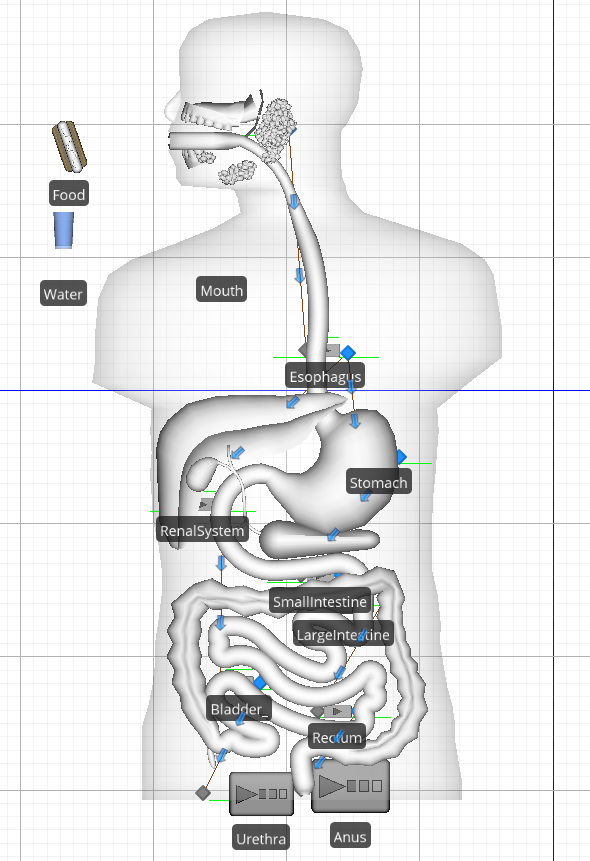 Food
Water
Mouth
Esophagus
Stomach
RenalSystem
SmallIntestine
LargeIntestine
Bladder_
Rectum
Urethra
Anus